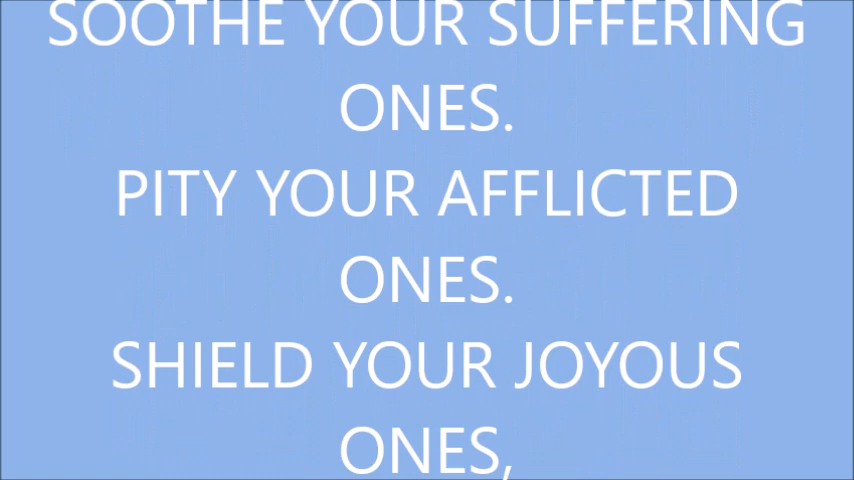 SOOTHE YOUR SUFFERING
ONES.
PITY YOUR AFFLICTED
ONES.
SHIELD YOUR JOYOUS
ONES,